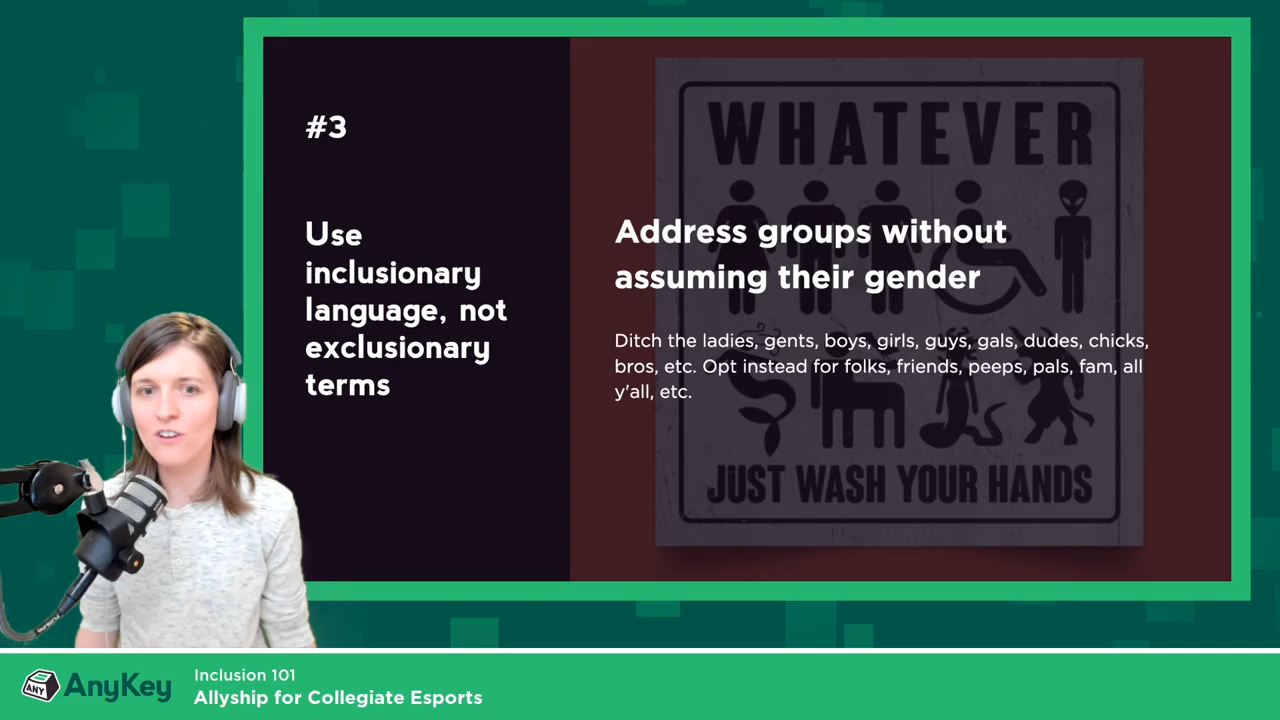 #3
Use
inclusionary
language, not
exclusionary
terms
WHATEVER
Address groups without
assuming their gender
Ditch the ladies, gents, boys, girls, guys, gals, dudes, chicks,
bros, etc. Opt instead for folks, friends, peeps, pals, fam, all
y'all, etc.
JUST WASH YOUR HANDS
ANY
AnyKey
Inclusion 101
Allyship for Collegiate Esports